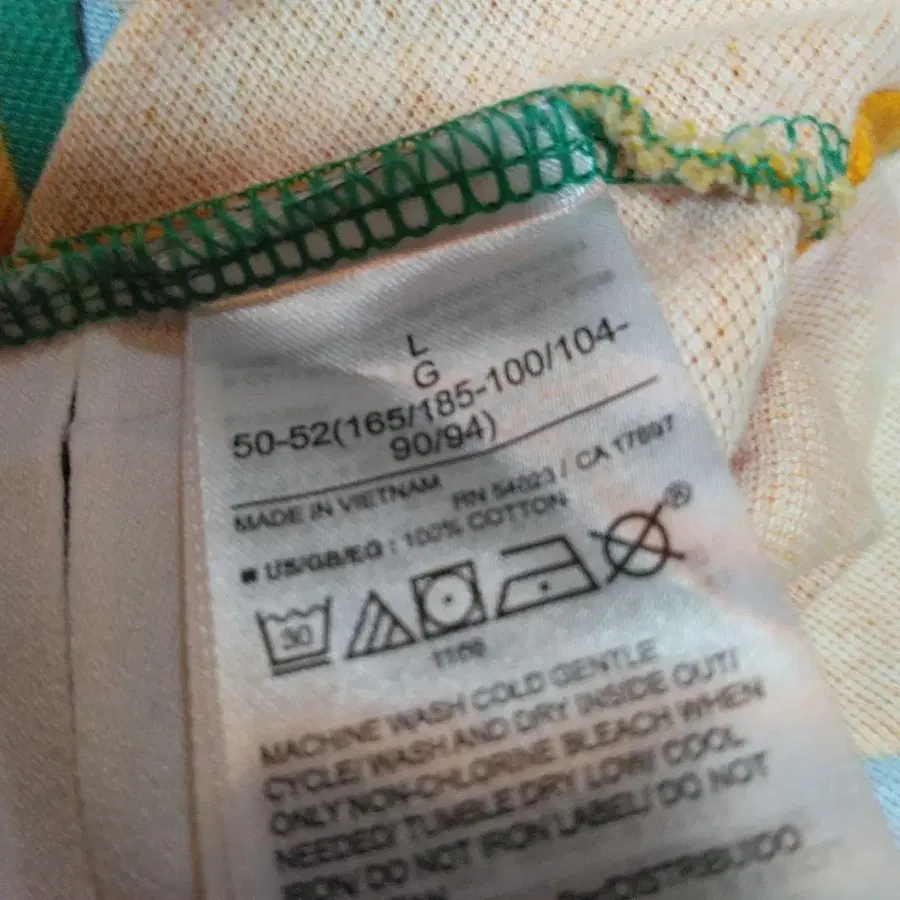 L
G
50-52(165/185-100/104-
90/94)
MADE IN VIETNAM RN 54023 / CA 17897
■ US/GB/EG : 100% COTTON
30
MACHINE WASH COLD GENTLE
CYCLE/ WASH AND DRY INSIDE OUT/
ONLY NON-CHLORINE BLEACH WHEN
NEEDED/ TUMBLE DRY LOW/ COOL
IRON/ DO NOT IRON LABEL/ DO NOT
DISTRIBUIDO